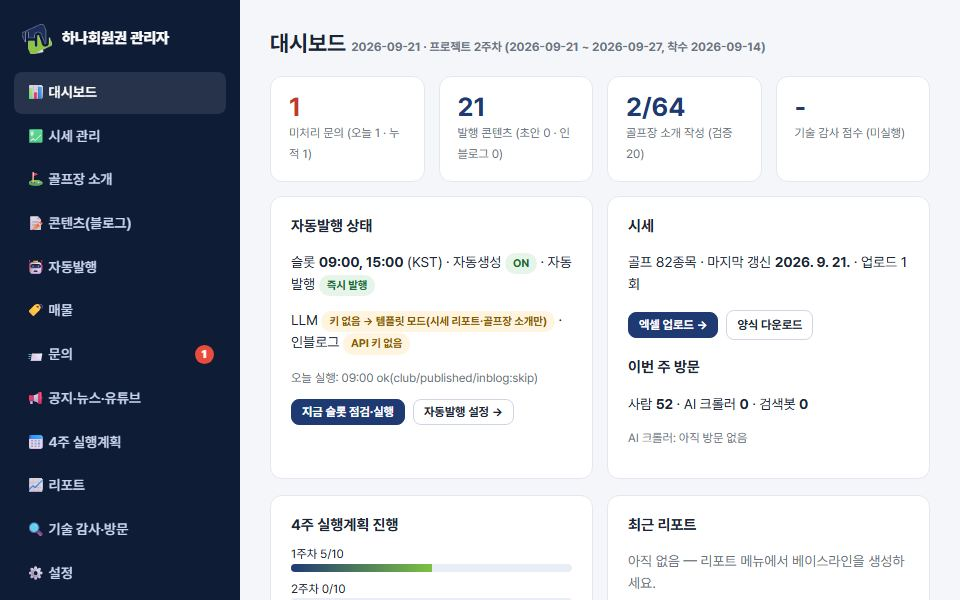 하나회원권 관리자
대시보드
시세 관리
골프장 소개
콘텐츠(블로그)
자동발행
매물
문의
1
공지·뉴스·유튜브
4주 실행계획
리포트
기술 감사·방문
설정
대시보드 2026-09-21 · 프로젝트 2주차 (2026-09-21 ~ 2026-09-27, 착수 2026-09-14)
1
미처리 문의 (오늘 1 · 누
적 1)
21
발행 콘텐츠 (초안 0 · 인
블로그 0)
2/64
골프장 소개 작성 (검증
20)
-
기술 감사 점수 (미실행)
자동발행 상태
슬롯 09:00, 15:00 (KST) · 자동생성 ON · 자동
발행 즉시 발행
LLM 키 없음 → 템플릿 모드(시세 리포트·골프장 소개만) ·
인블로그 API 키 없음
오늘 실행: 09:00 ok(club/published/inblog:skip)
지금 슬롯 점검·실행
자동발행 설정 →
시세
골프 82종목 · 마지막 갱신 2026. 9. 21. · 업로드 1
회
엑셀 업로드 →
양식 다운로드
이번 주 방문
사람 52 · AI 크롤러 0 · 검색봇 0
AI 크롤러: 아직 방문 없음
4주 실행계획 진행
1주차 5/10
2주차 0/10
최근 리포트
아직 없음 — 리포트 메뉴에서 베이스라인을 생성하
세요.